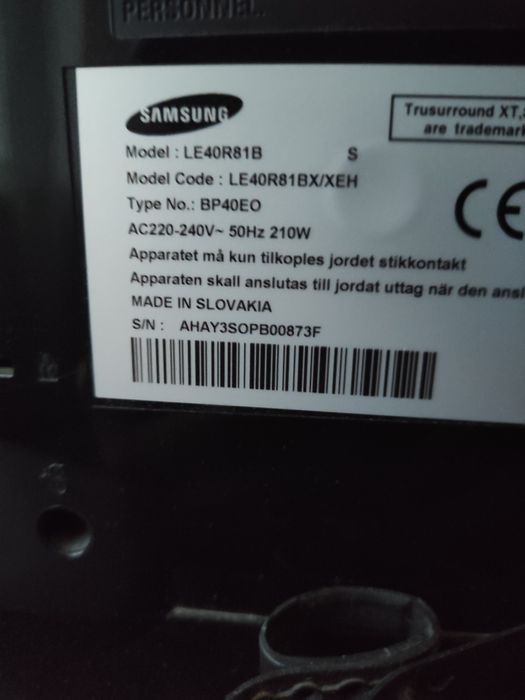 PERSONNEL.
SAMSUNG
Trusurround XT,
are trademark
Model : LE40R81B S
Model Code : LE40R81BX/XEH
Type No.: BP40EO
AC220-240V~ 50Hz 210W
CE
Apparatet må kun tilkoples jordet stikkontakt
Apparaten skall anslutas till jordat uttag när den ansl
MADE IN SLOVAKIA
S/N : AHAY3SOPB00873F